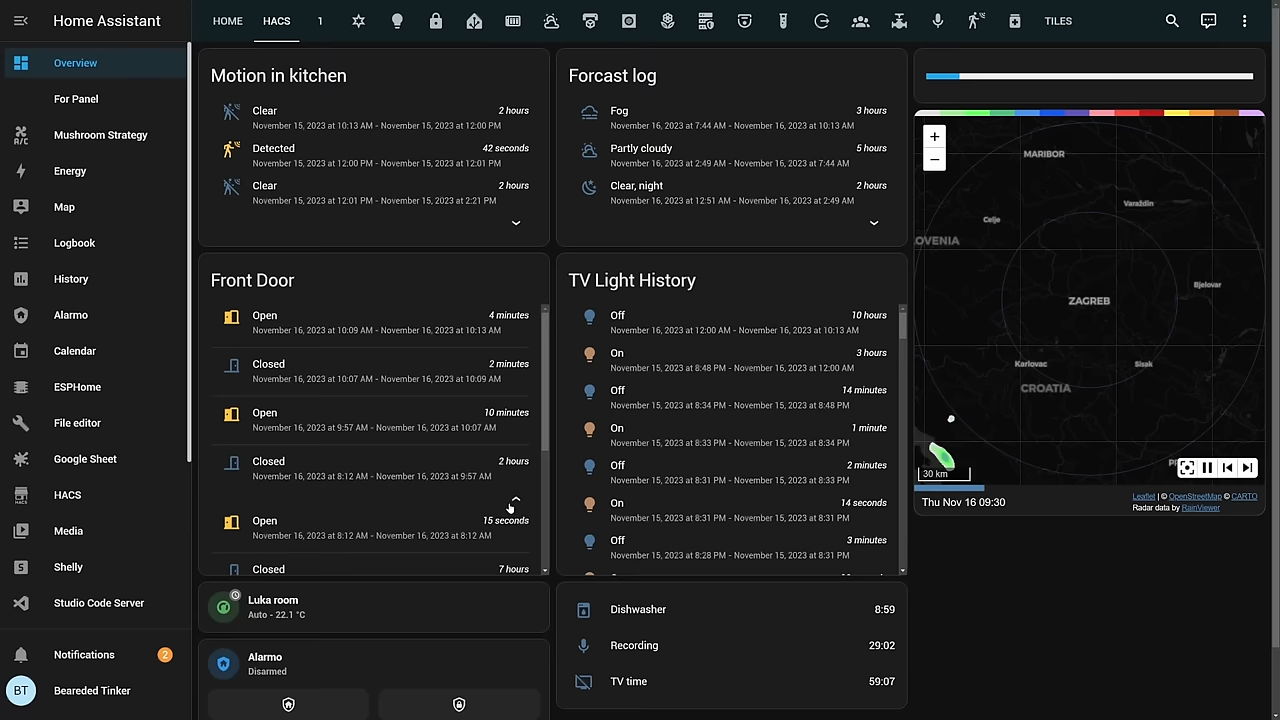 Home Assistant
HOME
HACS
1
TILES
Overview
For Panel
Mushroom Strategy
Energy
Map
Logbook
History
Alarmo
Calendar
ESPHome
File editor
Google Sheet
HACS
Media
Shelly
Studio Code Server
Notifications
2
BT
Beareded Tinker
Motion in kitchen
Clear
2 hours
November 15, 2023 at 10:13 AM - November 15, 2023 at 12:00 PM
Detected
42 seconds
November 15, 2023 at 12:00 PM - November 15, 2023 at 12:01 PM
Clear
2 hours
November 15, 2023 at 12:01 PM - November 15, 2023 at 2:21 PM
Forcast log
Fog
3 hours
November 16, 2023 at 7:44 AM - November 16, 2023 at 10:13 AM
Partly cloudy
5 hours
November 16, 2023 at 2:49 AM - November 16, 2023 at 7:44 AM
Clear, night
2 hours
November 16, 2023 at 12:51 AM - November 16, 2023 at 2:49 AM
Front Door
Open
4 minutes
November 16, 2023 at 10:09 AM - November 16, 2023 at 10:13 AM
Closed
2 minutes
November 16, 2023 at 10:07 AM - November 16, 2023 at 10:09 AM
Open
10 minutes
November 16, 2023 at 9:57 AM - November 16, 2023 at 10:07 AM
Closed
2 hours
November 16, 2023 at 8:12 AM - November 16, 2023 at 9:57 AM
Open
15 seconds
November 16, 2023 at 8:12 AM - November 16, 2023 at 8:12 AM
Closed
7 hours
TV Light History
Off
10 hours
November 16, 2023 at 12:00 AM - November 16, 2023 at 10:13 AM
On
3 hours
November 15, 2023 at 8:48 PM - November 16, 2023 at 12:00 AM
Off
14 minutes
November 15, 2023 at 8:34 PM - November 15, 2023 at 8:48 PM
On
1 minute
November 15, 2023 at 8:33 PM - November 15, 2023 at 8:34 PM
Off
2 minutes
November 15, 2023 at 8:31 PM - November 15, 2023 at 8:33 PM
On
14 seconds
November 15, 2023 at 8:31 PM - November 15, 2023 at 8:31 PM
Off
3 minutes
November 15, 2023 at 8:28 PM - November 15, 2023 at 8:31 PM
Luka room
Auto - 22.1 °C
Alarmo
Disarmed
Dishwasher
8:59
Recording
29:02
TV time
59:07
+
−
MARIBOR
Varaždin
Celje
OVENIA
Bjelovar
ZAGREB
Karlovac
Sisak
CROATIA
30 km
Thu Nov 16 09:30
Leaflet | © OpenStreetMap © CARTO
Radar data by RainViewer